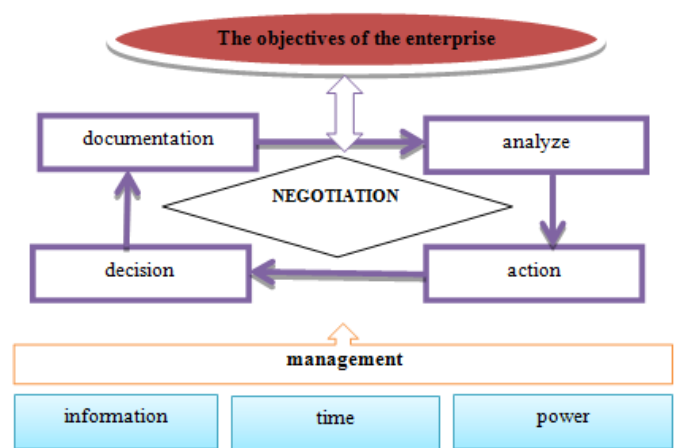 The objectives of the enterprise
documentation
analyze
NEGOTIATION
decision
action
management
information
time
power